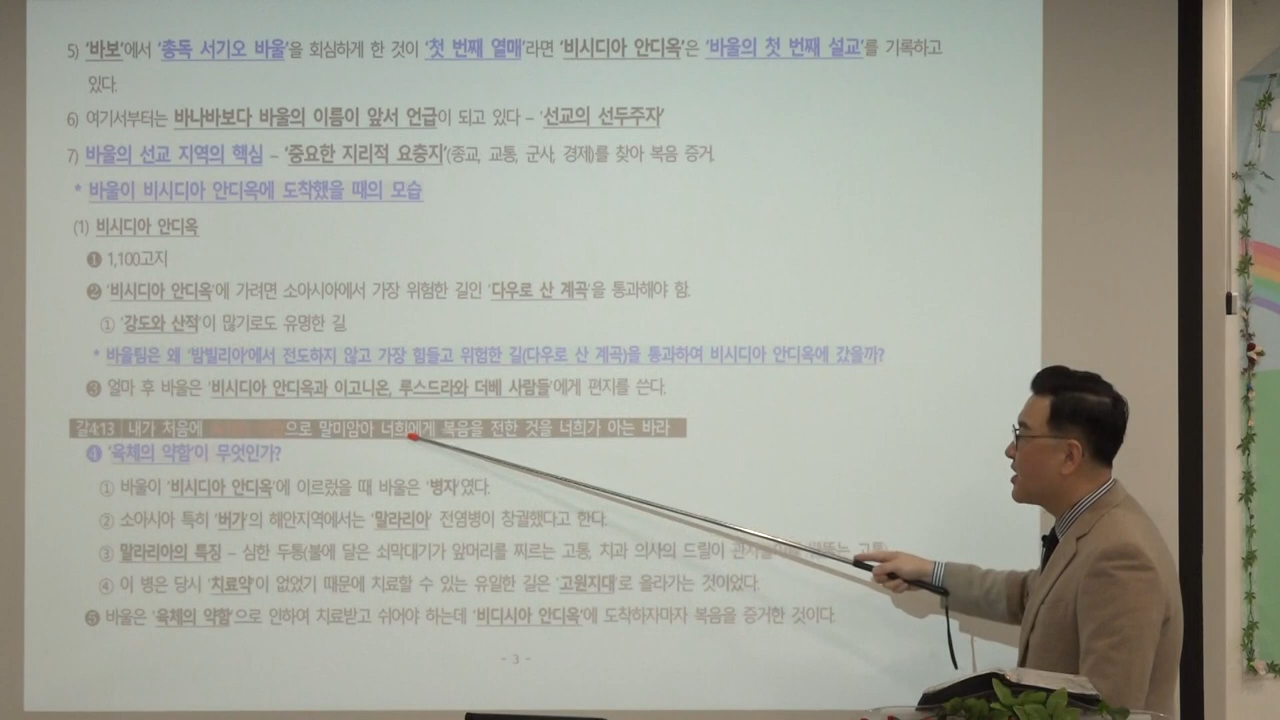 5) '바보'에서 '총독 서기오 바울'을 회심하게 한 것이 '첫 번째 열매'라면 '비시디아 안디옥'은 '바울의 첫 번째 설교'를 기록하고
있다.
6) 여기서부터는 바나바보다 바울의 이름이 앞서 언급이 되고 있다 – '선교의 선두주자'
7) 바울의 선교 지역의 핵심 – '중요한 지리적 요충지'(종교, 교통, 군사, 경제)를 찾아 복음 증거.
* 바울이 비시디아 안디옥에 도착했을 때의 모습
(1) 비시디아 안디옥
❶ 1,100고지
❷ '비시디아 안디옥'에 가려면 소아시아에서 가장 위험한 길인 '다우로 산 계곡'을 통과해야 함.
① '강도와 산적'이 많기로도 유명한 길.
* 바울팀은 왜 '밤빌리아'에서 전도하지 않고 가장 힘들고 위험한 길(다우로 산 계곡)을 통과하여 비시디아 안디옥에 갔을까?
❸ 얼마 후 바울은 '비시디아 안디옥과 이고니온, 루스드라와 더베 사람들'에게 편지를 쓴다.
갈4:13 내가 처음에 으로 말미암아 너희에게 복음을 전한 것을 너희가 아는 바라
❹ '육체의 약함'이 무엇인가?
① 바울이 '비시디아 안디옥'에 이르렀을 때 바울은 '병자'였다.
② 소아시아 특히 '버가'의 해안지역에서는 '말라리아' 전염병이 창궐했다고 한다.
③ 말라리아의 특징 – 심한 두통(불에 달은 쇠막대기가 앞머리를 찌르는 고통, 치과 의사의 드릴이
④ 이 병은 당시 '치료약'이 없었기 때문에 치료할 수 있는 유일한 길은 '고원지대'로 올라가는 것이었다.
❺ 바울은 '육체의 약함'으로 인하여 치료받고 쉬어야 하는데 '비디시아 안디옥'에 도착하자마자 복음을 증거한 것이다.
- 3 -